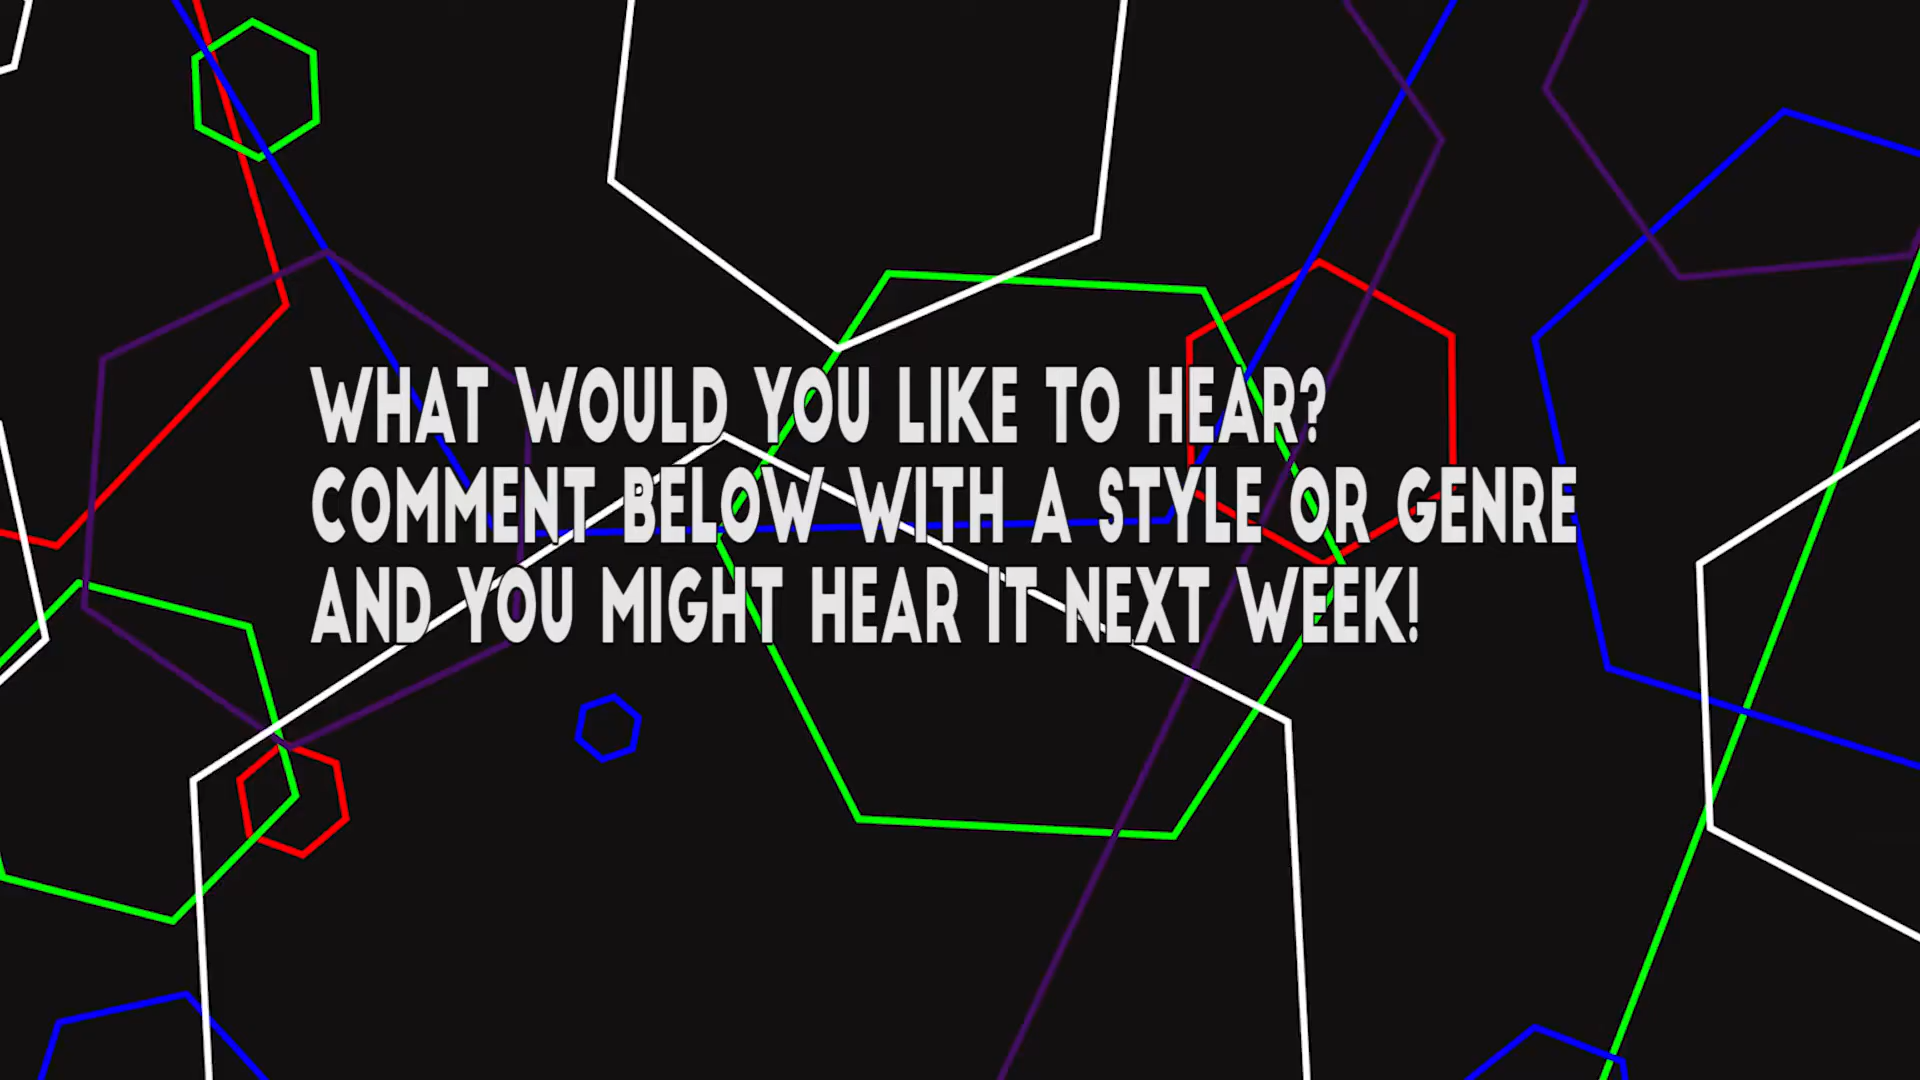 WHAT WOULD YOU LIKE TO HEAR?
COMMENT BELOW WITH A STYLE OR GENRE
AND YOU MIGHT HEAR IT NEXT WEEK!